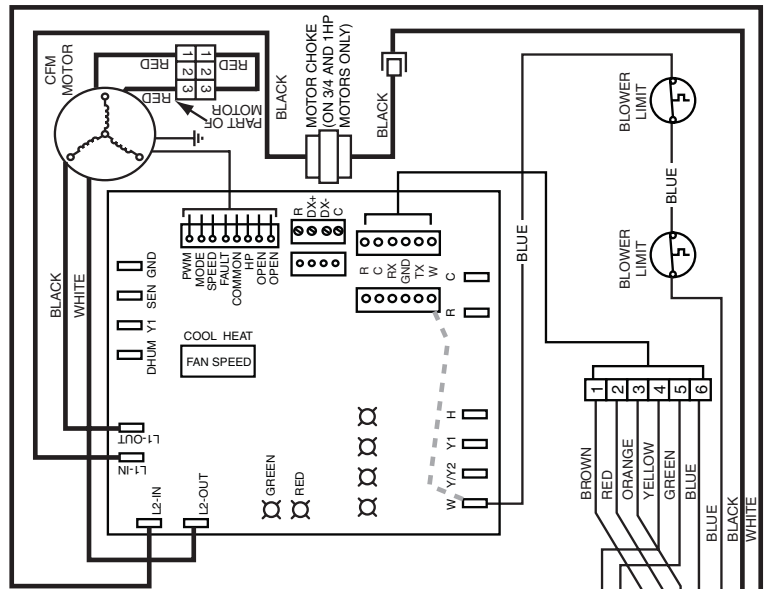 CFM
MOTOR
RED
RED
RED
1 1
2 2
3 3
PART OF
MOTOR
BLACK
MOTOR CHOKE
(ON 3/4 AND 1HP
MOTORS ONLY)
BLACK
BLOWER
LIMIT
BLUE
BLOWER
LIMIT
BLUE
BLACK
WHITE
PWM
MODE
SPEED
FAULT
COMMON
HP
OPEN
OPEN
R
DX+
DX-
C
R
C
RX
GND
TX
W
GND
SEN
Y1
DHUM
COOL HEAT
FAN SPEED
C
R
H
Y1
Y/Y2
W
L1-OUT
L1-IN
L2-IN
L2-OUT
GREEN
RED
1 2 3 4 5 6
BROWN
RED
ORANGE
YELLOW
GREEN
BLUE
BLUE
BLACK
WHITE